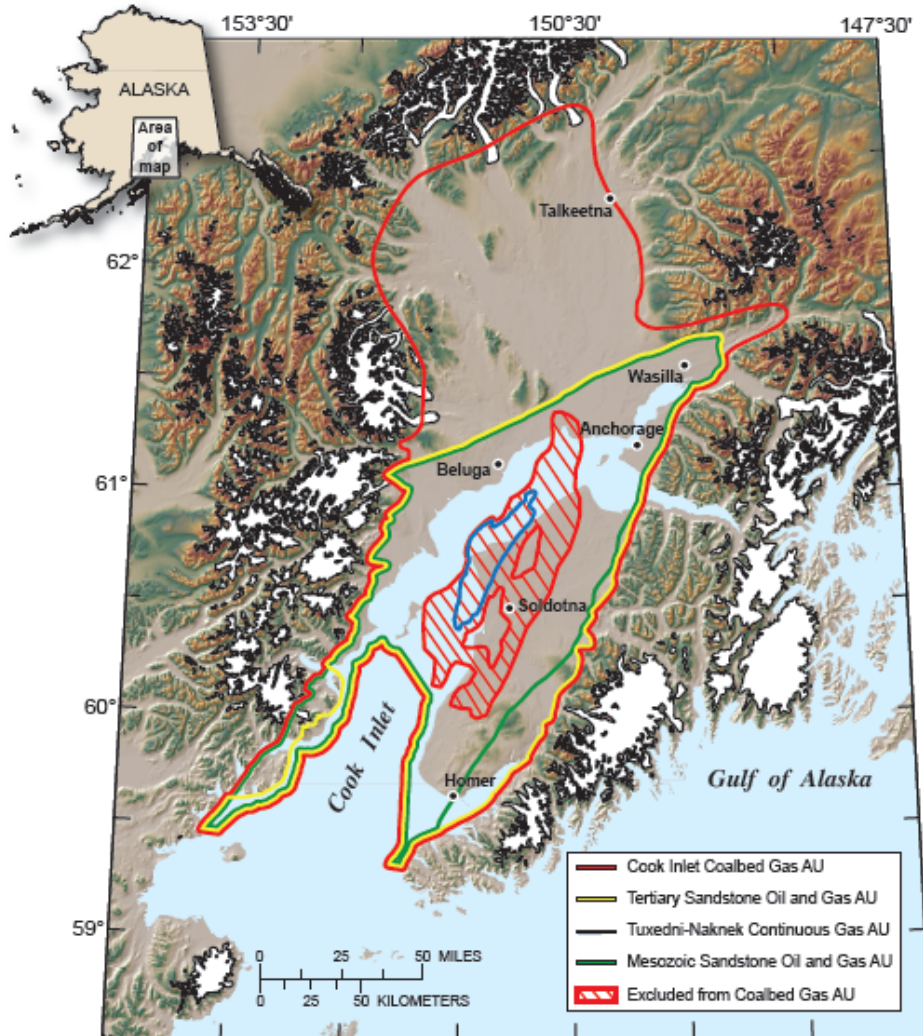 153°30'
150°30'
147°30'
ALASKA
Area
of
map
Talkeetna
62°
Wasilla
Anchorage
Beluga
61°
Soldotna
60°
Cook Inlet
Homer
Gulf of Alaska
59°
Cook Inlet Coalbed Gas AU
Tertiary Sandstone Oil and Gas AU
Tuxedni-Naknek Continuous Gas AU
Mesozoic Sandstone Oil and Gas AU
Excluded from Coalbed Gas AU
0 25 50 MILES
0 25 50 KILOMETERS